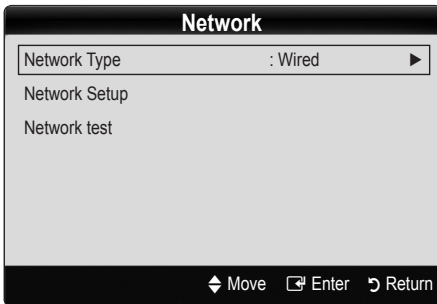 Network
Network Type : Wired ▶
Network Setup
Network test
Move Enter Return